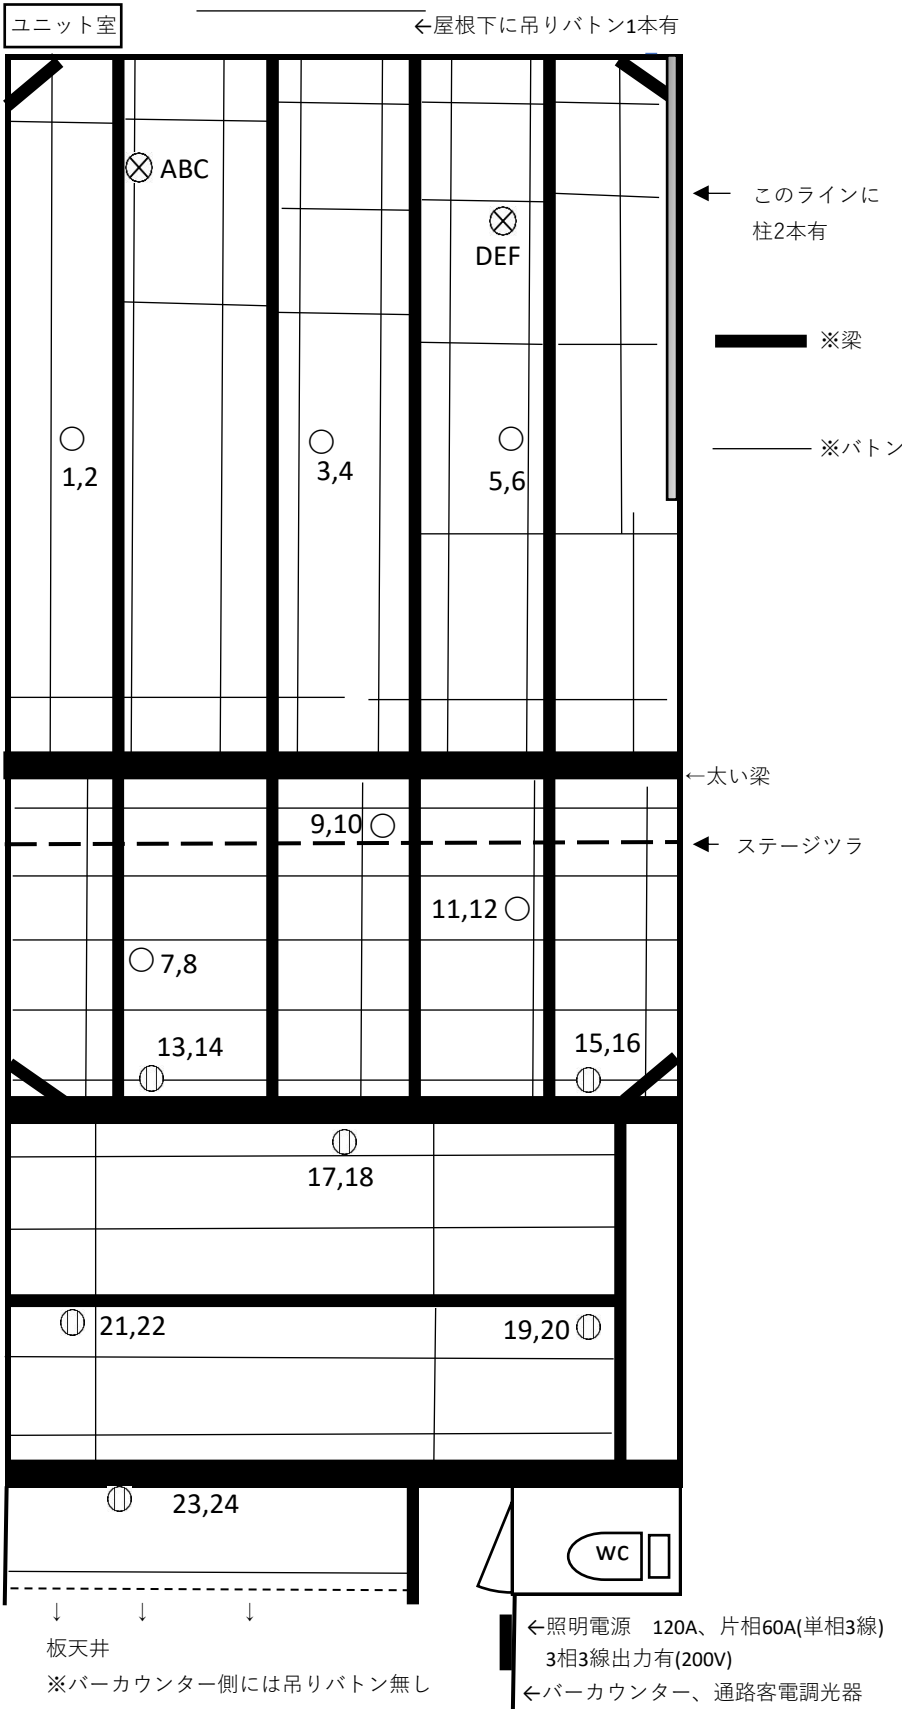 ユニット室
←屋根下に吊りバトン1本有
ABC
DEF
このラインに
柱2本有
※梁
※バトン
1,2
3,4
5,6
←太い梁
9,10
ステージツラ
11,12
7,8
13,14
15,16
17,18
21,22
19,20
23,24
WC
↓ ↓ ↓
板天井
※バーカウンター側には吊りバトン無し
←照明電源　120A、片相60A(単相3線)
3相3線出力有(200V)
←バーカウンター、通路客電調光器